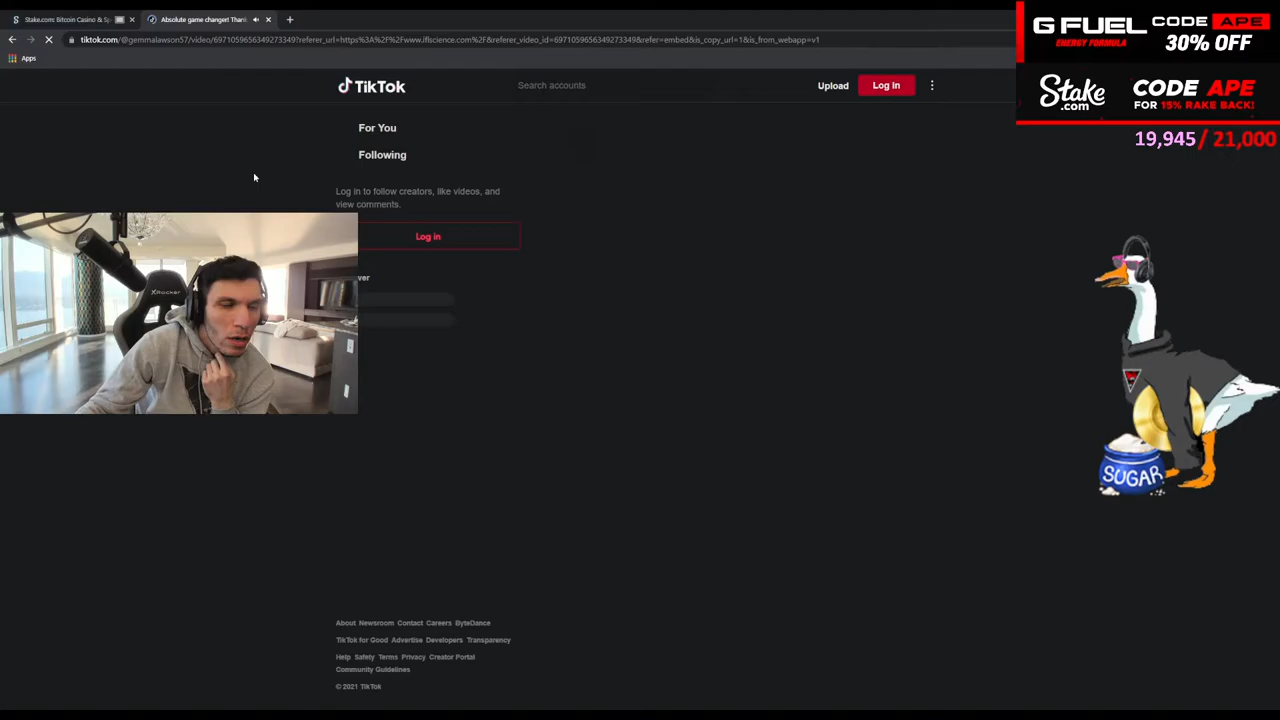 Stake.com: Bitcoin Casino & Sp
Absolute game changer! Than
tiktok.com/@gemmalawson57/video/6971059656349273349?referer_url=https%3A%2F%2Fwww.iflscience.com%2F&referer_video_id=6971059656349273349&refer=embed&is_copy_url=1&is_from_webapp=v1
Apps
TikTok
Search accounts
Upload
Log In
For You
Following
Log in to follow creators, like videos, and
view comments.
Log in
ver
XRocker
About Newsroom Contact Careers ByteDance
TikTok for Good Advertise Developers Transparency
Help Safety Terms Privacy Creator Portal
Community Guidelines
© 2021 TikTok
G FUEL
ENERGY FORMULA
CODE APE
30% OFF
Stake
.com
CODE APE
FOR 15% RAKE BACK!
19,945 / 21,000
SUGAR